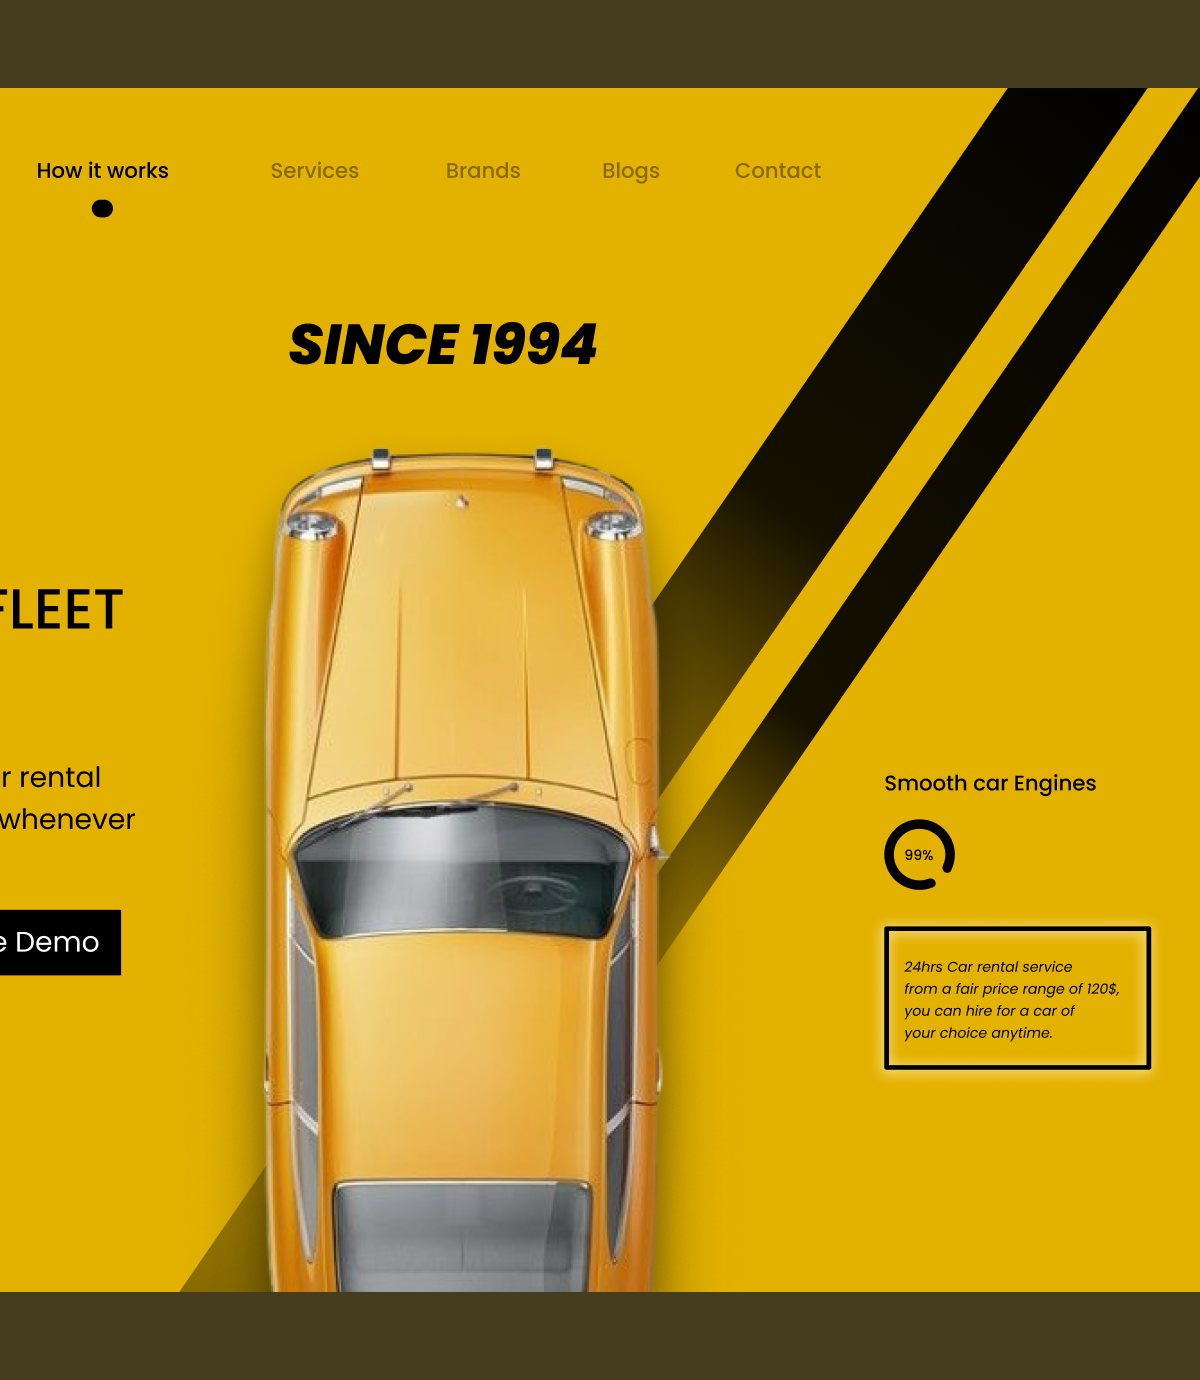 How it works
Services
Brands
Blogs
Contact
SINCE 1994
FLEET
rental
whenever
Demo
Smooth car Engines
99%
24hrs Car rental service
from a fair price range of 120$,
you can hire for a car of
your choice anytime.